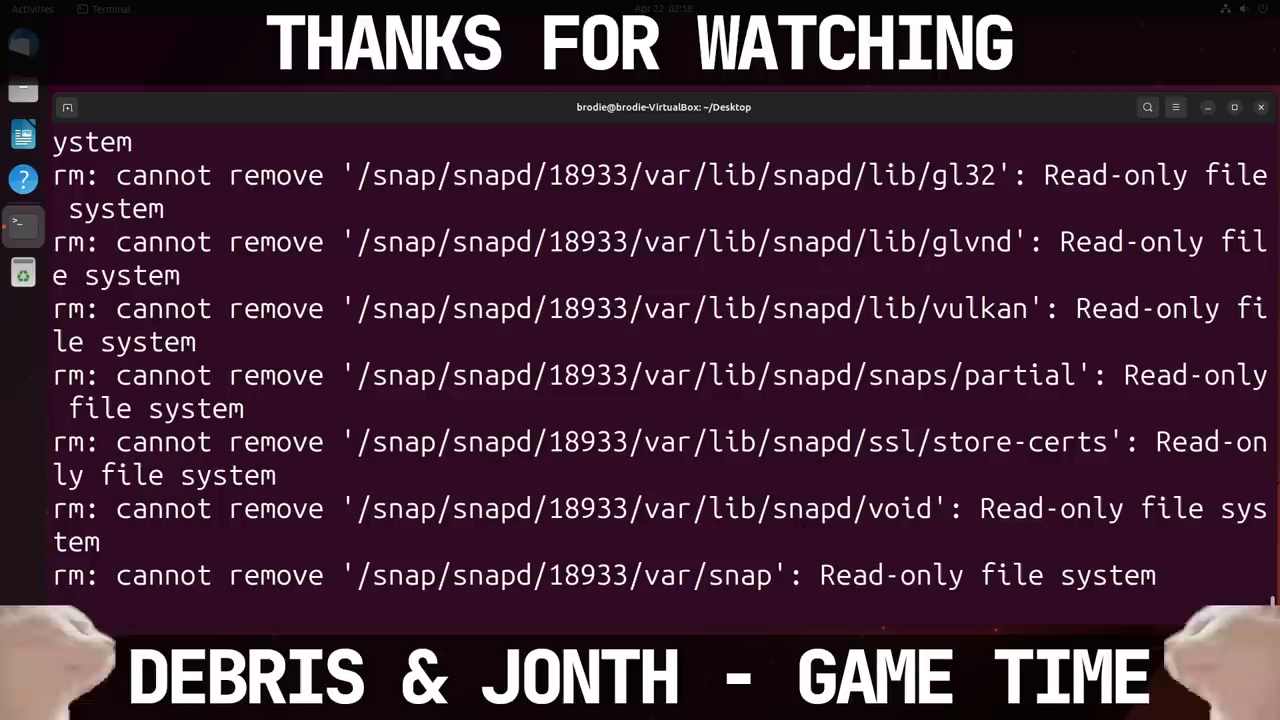 Activities
Terminal
Apr 22 02:58
THANKS FOR WATCHING
brodie@brodie-VirtualBox: ~/Desktop
ystem
rm: cannot remove '/snap/snapd/18933/var/lib/snapd/lib/gl32': Read-only file
 system
rm: cannot remove '/snap/snapd/18933/var/lib/snapd/lib/glvnd': Read-only fil
e system
rm: cannot remove '/snap/snapd/18933/var/lib/snapd/lib/vulkan': Read-only fi
le system
rm: cannot remove '/snap/snapd/18933/var/lib/snapd/snaps/partial': Read-only
 file system
rm: cannot remove '/snap/snapd/18933/var/lib/snapd/ssl/store-certs': Read-on
ly file system
rm: cannot remove '/snap/snapd/18933/var/lib/snapd/void': Read-only file sys
tem
rm: cannot remove '/snap/snapd/18933/var/snap': Read-only file system
DEBRIS & JONTH - GAME TIME